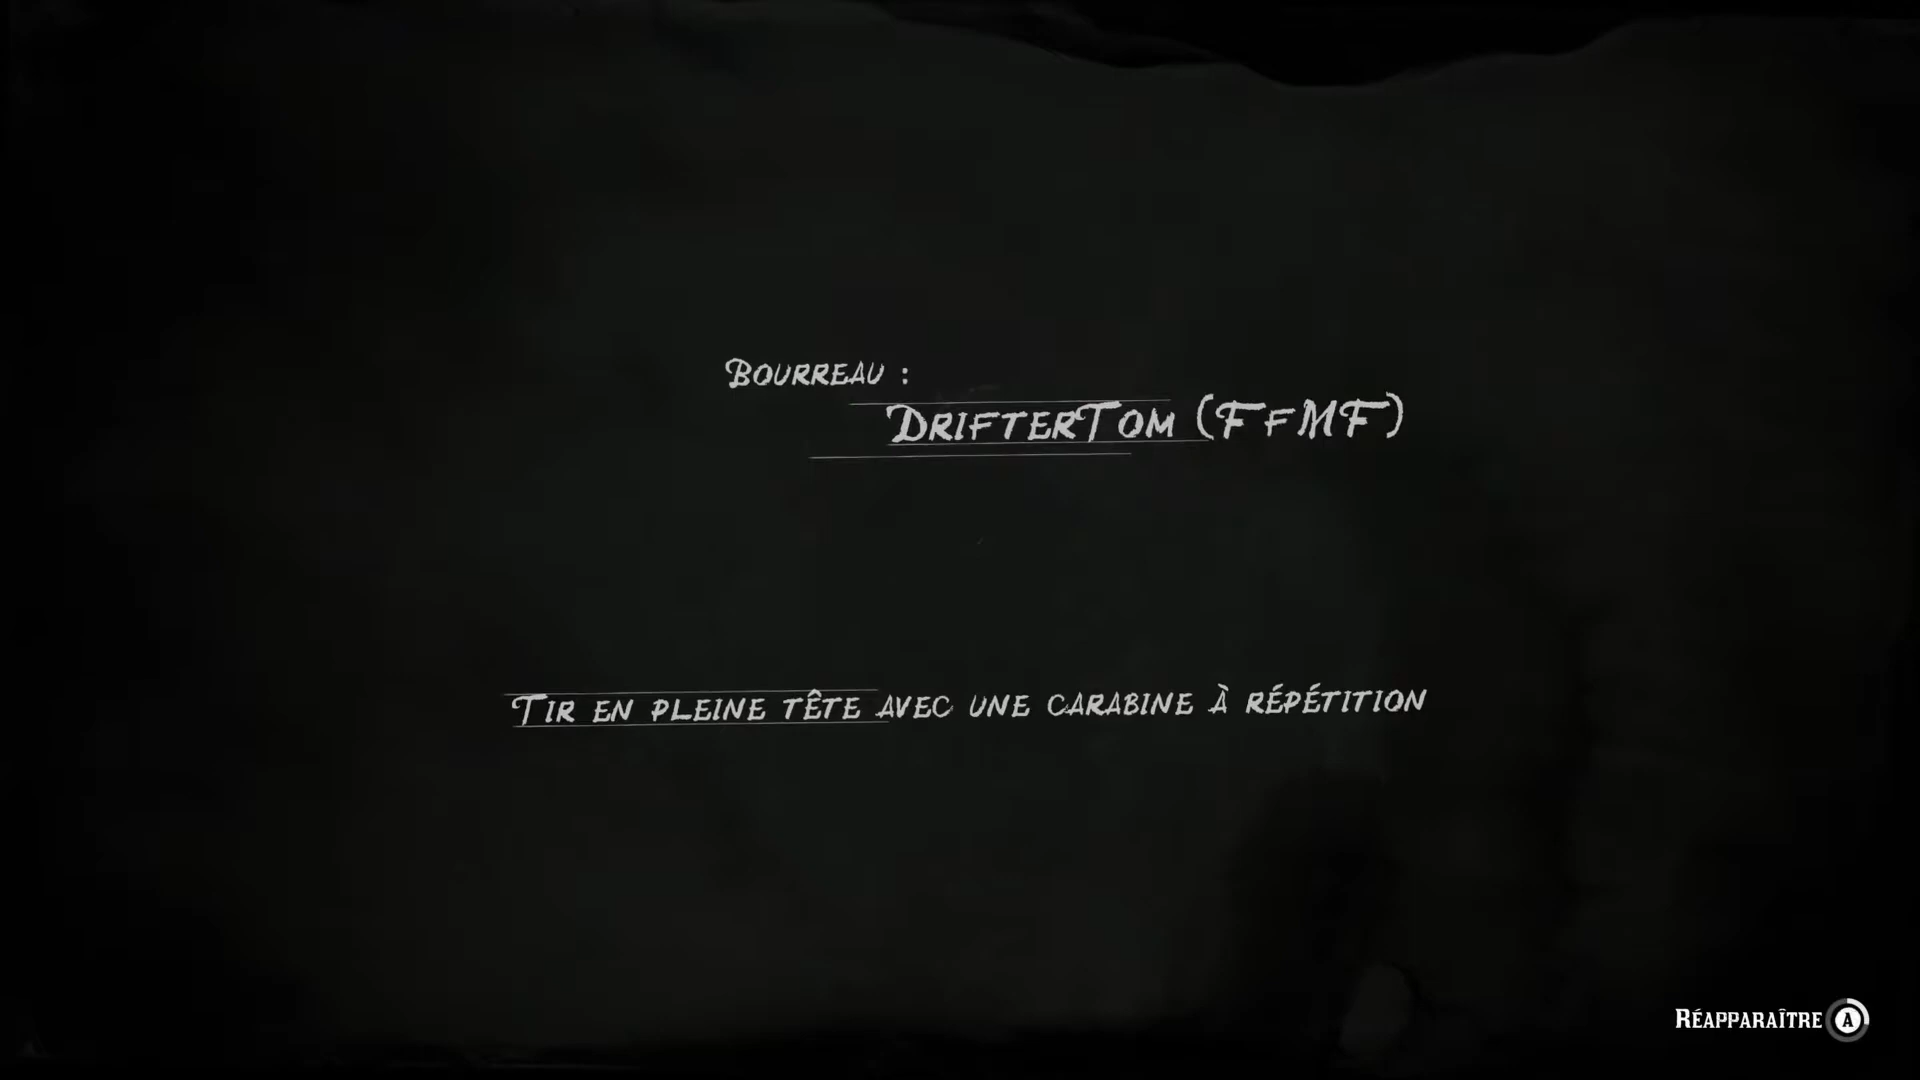 Bourreau :
DrifterTom (FfMF)
Tir en pleine tête avec une carabine à répétition
Réapparaître A